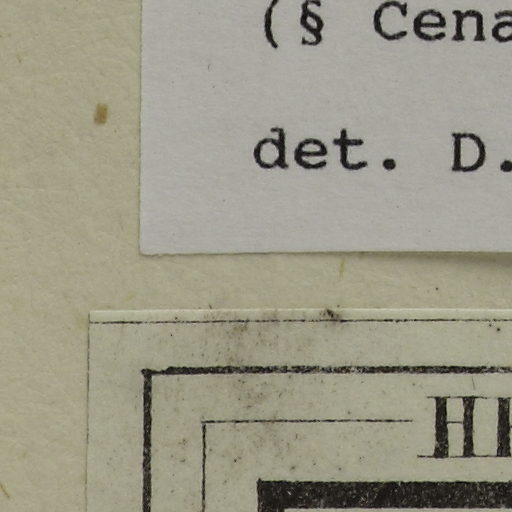 (§ Cena
det. D.
H